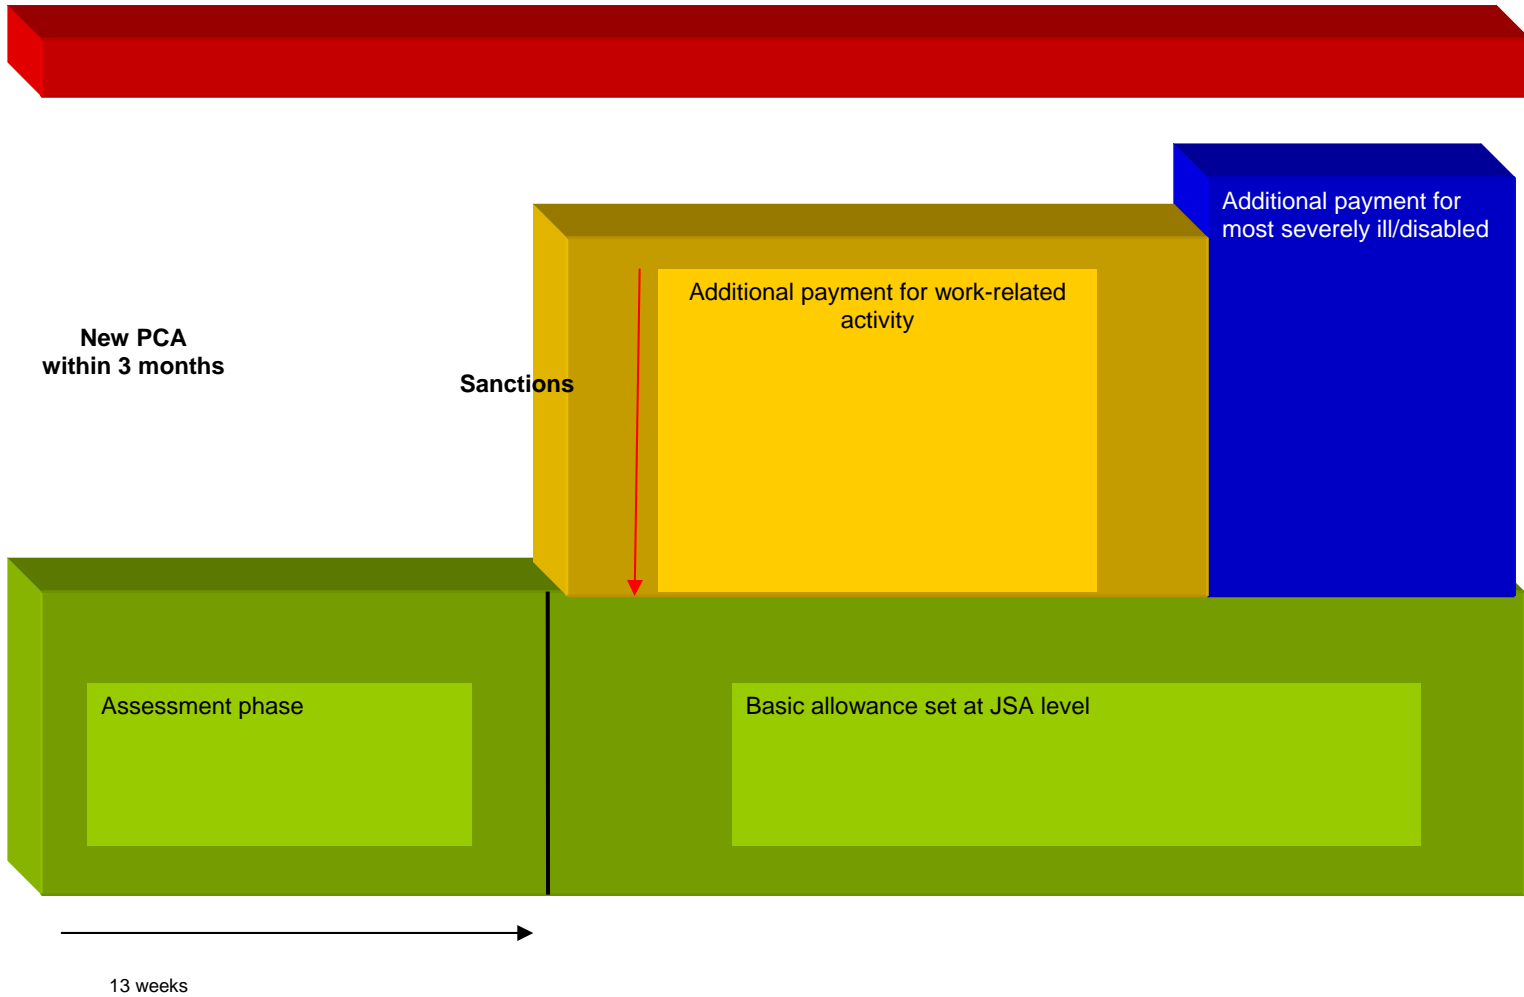 Additional payment for
most severely ill/disabled
Additional payment for work-related
activity
New PCA
within 3 months
Sanctions
Assessment phase
Basic allowance set at JSA level
13 weeks